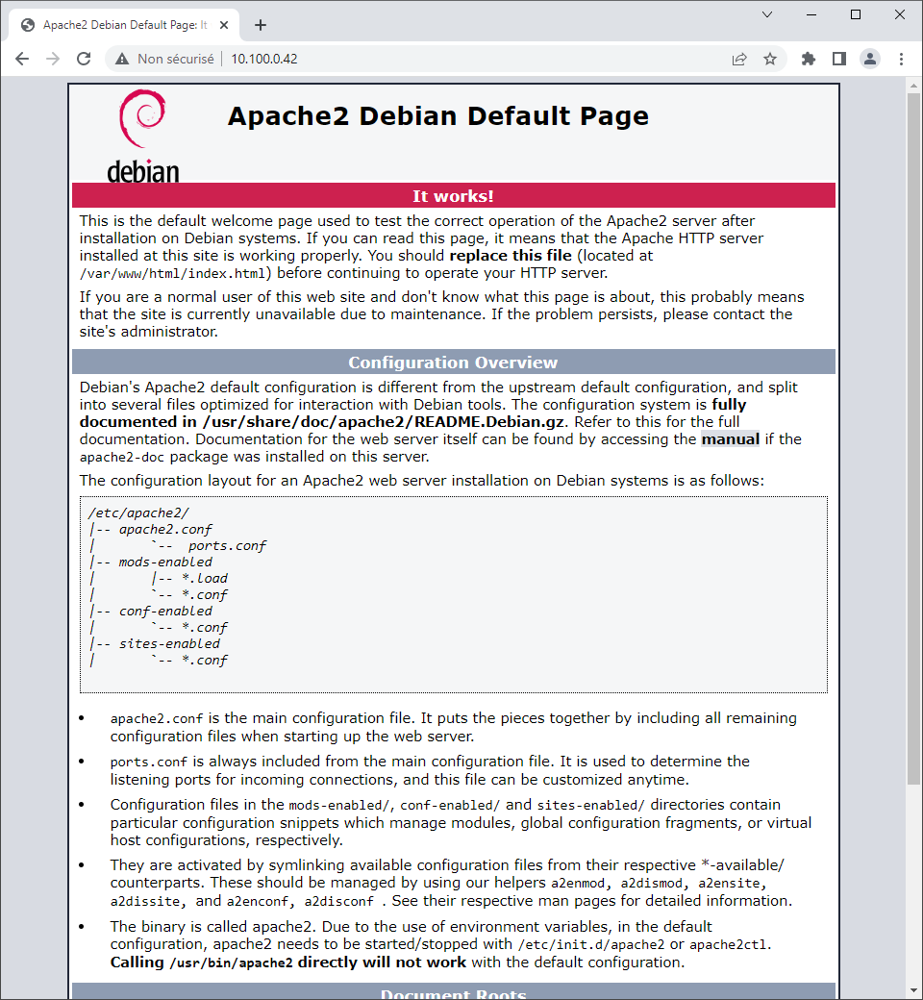 Apache2 Debian Default Page: It
Non sécurisé 10.100.0.42
debian
Apache2 Debian Default Page
It works!
This is the default welcome page used to test the correct operation of the Apache2 server after
installation on Debian systems. If you can read this page, it means that the Apache HTTP server
installed at this site is working properly. You should replace this file (located at
/var/www/html/index.html) before continuing to operate your HTTP server.
If you are a normal user of this web site and don't know what this page is about, this probably means
that the site is currently unavailable due to maintenance. If the problem persists, please contact the
site's administrator.
Configuration Overview
Debian's Apache2 default configuration is different from the upstream default configuration, and split
into several files optimized for interaction with Debian tools. The configuration system is fully
documented in /usr/share/doc/apache2/README.Debian.gz. Refer to this for the full
documentation. Documentation for the web server itself can be found by accessing the manual if the
apache2-doc package was installed on this server.
The configuration layout for an Apache2 web server installation on Debian systems is as follows:
/etc/apache2/
|-- apache2.conf
|       `--  ports.conf
|-- mods-enabled
|       |-- *.load
|       `-- *.conf
|-- conf-enabled
|       `-- *.conf
|-- sites-enabled
|       `-- *.conf
• apache2.conf is the main configuration file. It puts the pieces together by including all remaining
configuration files when starting up the web server.
• ports.conf is always included from the main configuration file. It is used to determine the
listening ports for incoming connections, and this file can be customized anytime.
• Configuration files in the mods-enabled/, conf-enabled/ and sites-enabled/ directories contain
particular configuration snippets which manage modules, global configuration fragments, or virtual
host configurations, respectively.
• They are activated by symlinking available configuration files from their respective *-available/
counterparts. These should be managed by using our helpers a2enmod, a2dismod, a2ensite,
a2dissite, and a2enconf, a2disconf . See their respective man pages for detailed information.
• The binary is called apache2. Due to the use of environment variables, in the default
configuration, apache2 needs to be started/stopped with /etc/init.d/apache2 or apache2ctl.
Calling /usr/bin/apache2 directly will not work with the default configuration.
Document Roots